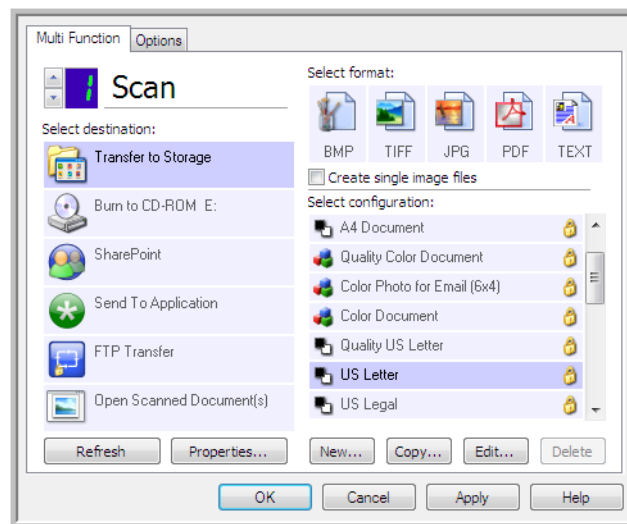 Multi Function
Options
1
Scan
Select destination:
Transfer to Storage
Burn to CD-ROM E:
SharePoint
Send To Application
FTP Transfer
Open Scanned Document(s)
Refresh
Properties...
Select format:
BMP
TIFF
JPG
PDF
TEXT
Create single image files
Select configuration:
A4 Document
Quality Color Document
Color Photo for Email (6x4)
Color Document
Quality US Letter
US Letter
US Legal
New...
Copy...
Edit...
Delete
OK
Cancel
Apply
Help